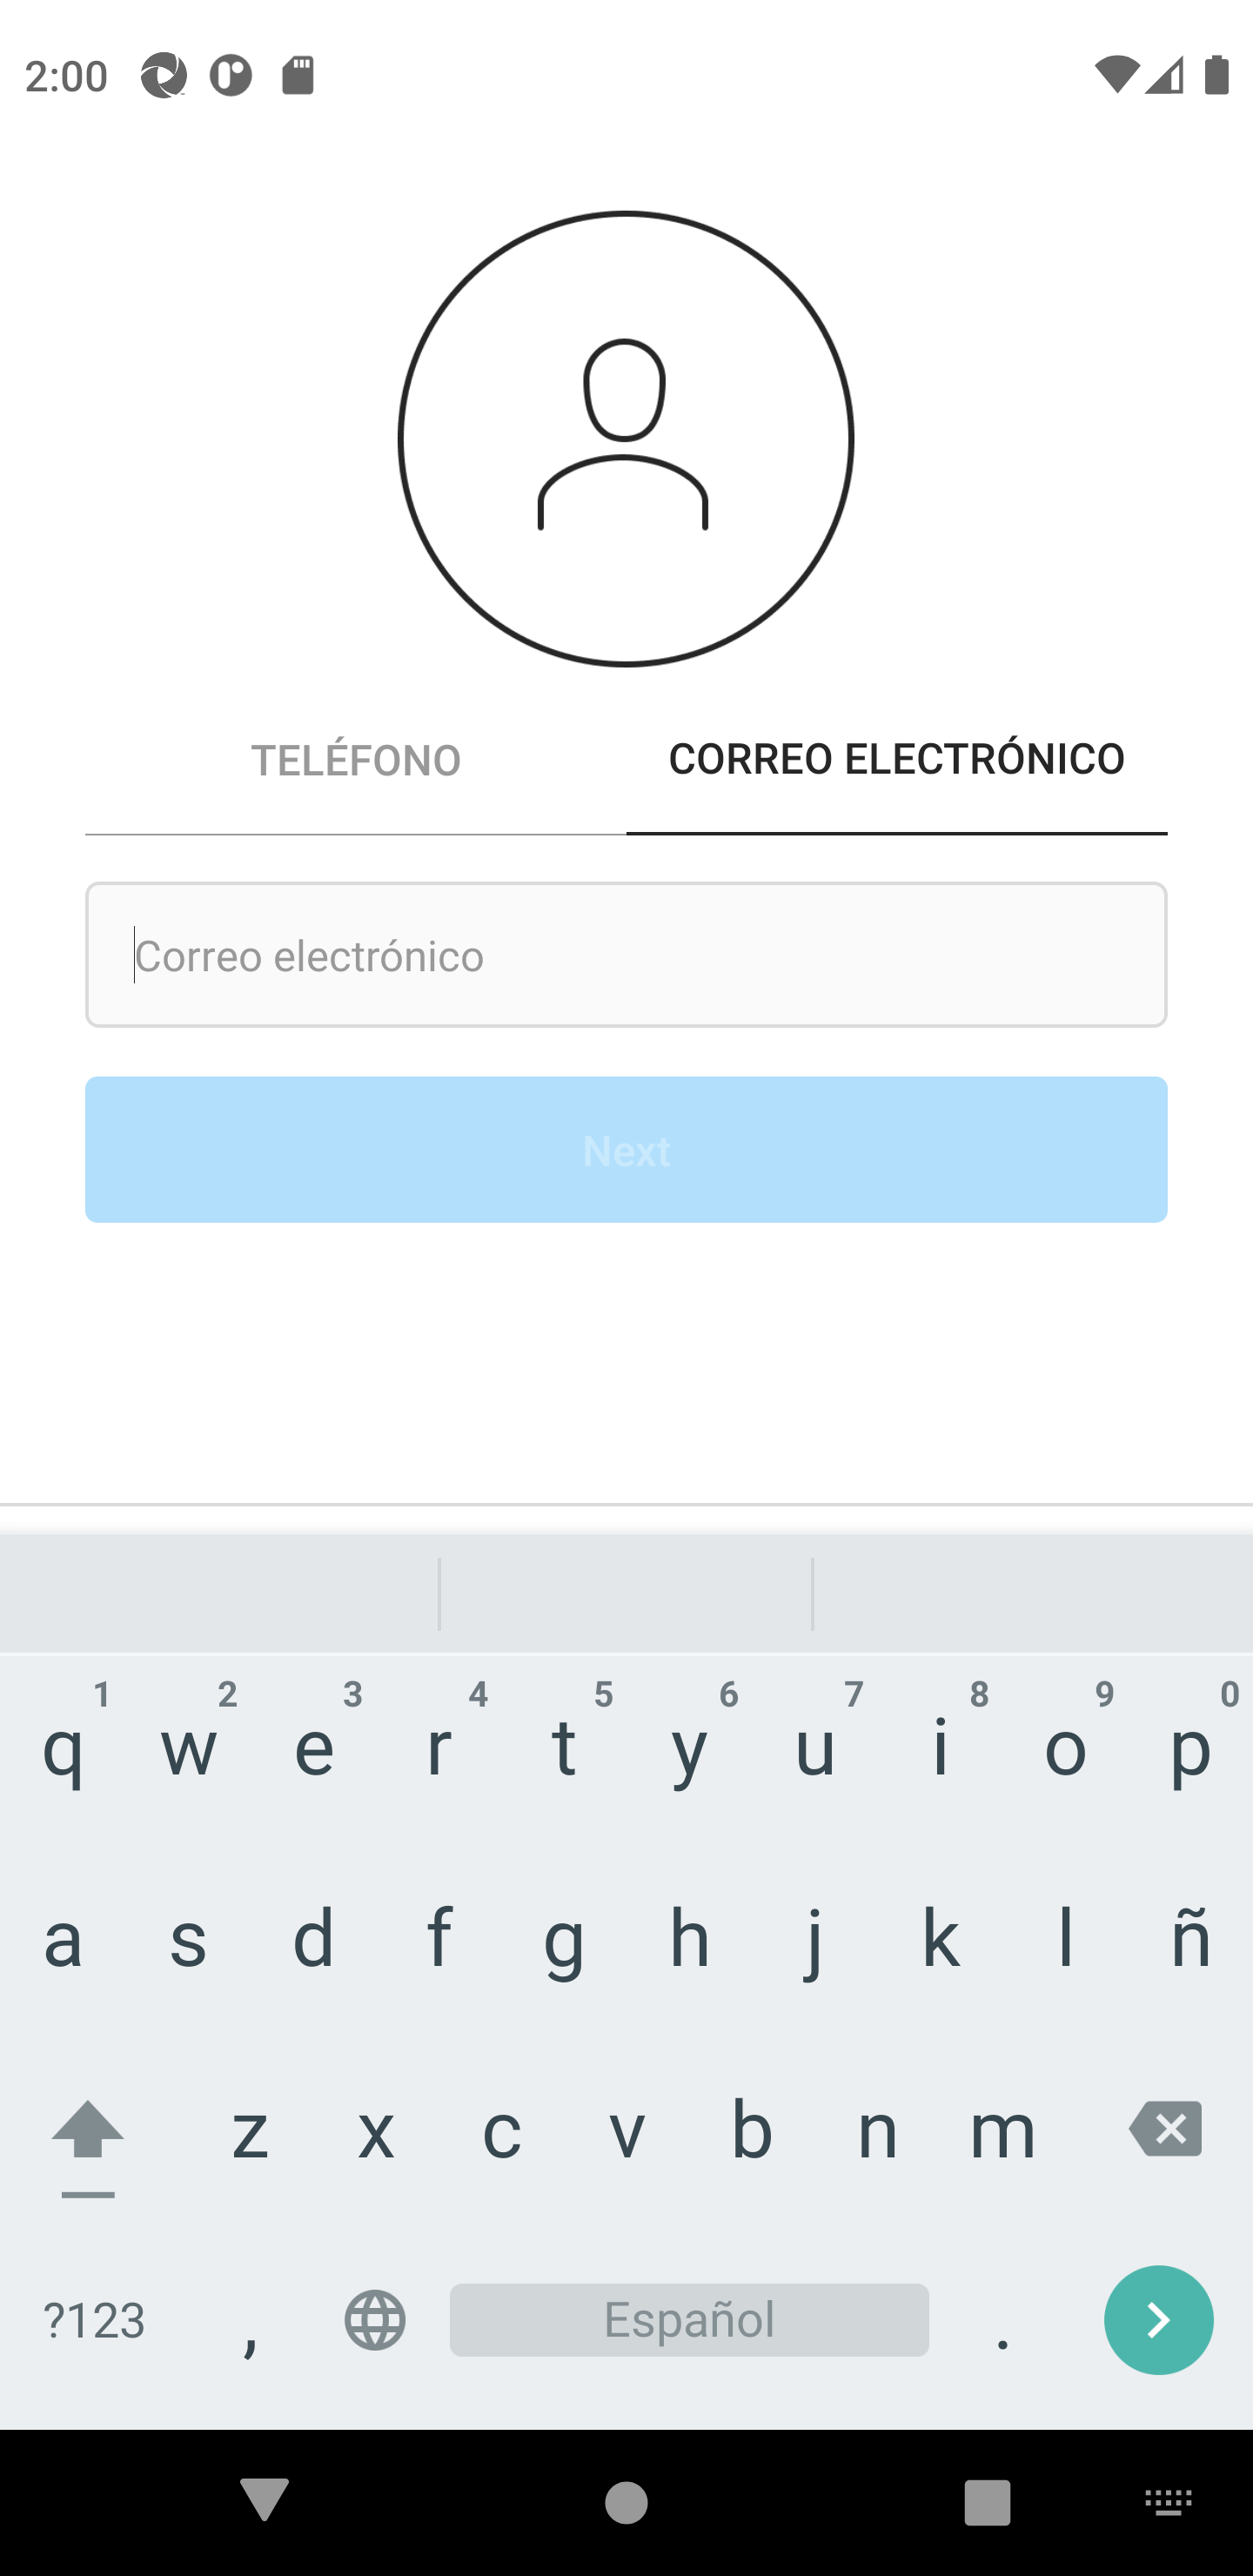 2:00
TELÉFONO CORREO ELECTRÓNICO
Correo electrónico
Next
1 2 3 4 5 6 7 8 9 0
q w e r t y u i o p
a s d f g h j k l ñ
z x c v b n m
?123 , Español .